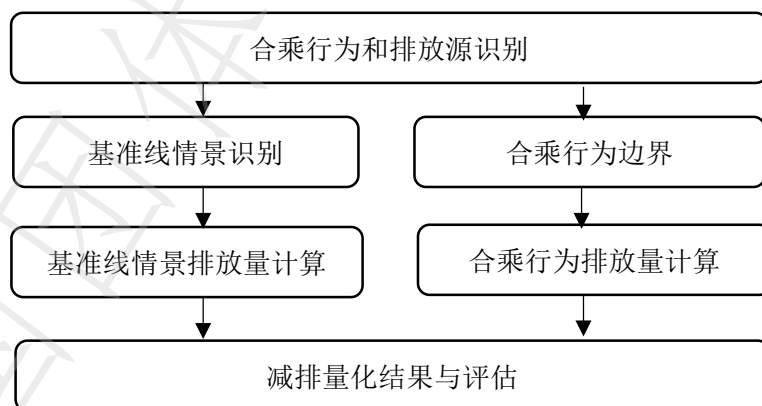 合乘行为和排放源识别
基准线情景识别
合乘行为边界
基准线情景排放量计算
合乘行为排放量计算
减排量化结果与评估